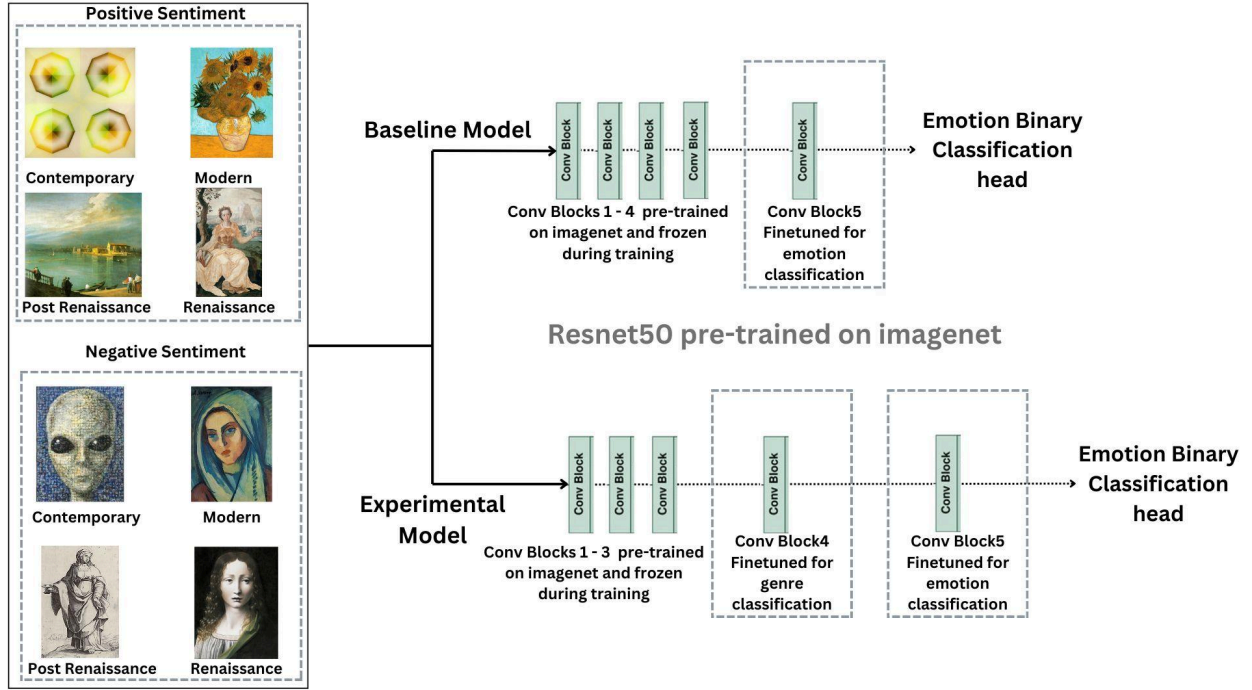 Positive Sentiment
Contemporary
Modern
Post Renaissance
Renaissance
Negative Sentiment
Contemporary
Modern
Post Renaissance
Renaissance
Baseline Model
Conv Block
Conv Block
Conv Block
Conv Block
Conv Blocks 1 - 4 pre-trained
on imagenet and frozen
during training
Conv Block
Conv Block5
Finetuned for
emotion
classification
Emotion Binary
Classification
head
Resnet50 pre-trained on imagenet
Experimental
Model
Conv Block
Conv Block
Conv Block
Conv Blocks 1 - 3 pre-trained
on imagenet and frozen
during training
Conv Block
Conv Block4
Finetuned for
genre
classification
Conv Block
Conv Block5
Finetuned for
emotion
classification
Emotion Binary
Classification
head